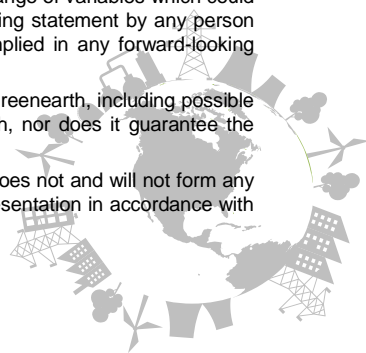 ange of variables which could
ing statement by any person
plied in any forward-looking
reenearth, including possible
h, nor does it guarantee the
oes not and will not form any
esentation in accordance with